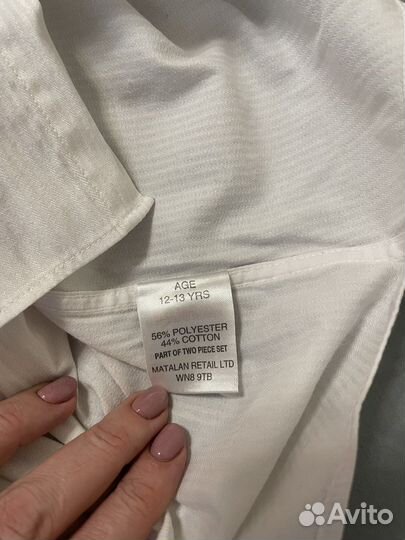 AGE
12-13 YRS
56% POLYESTER
44% COTTON
PART OF TWO PIECE SET
MATALAN RETAIL LTD
WN8 9TB
Avito